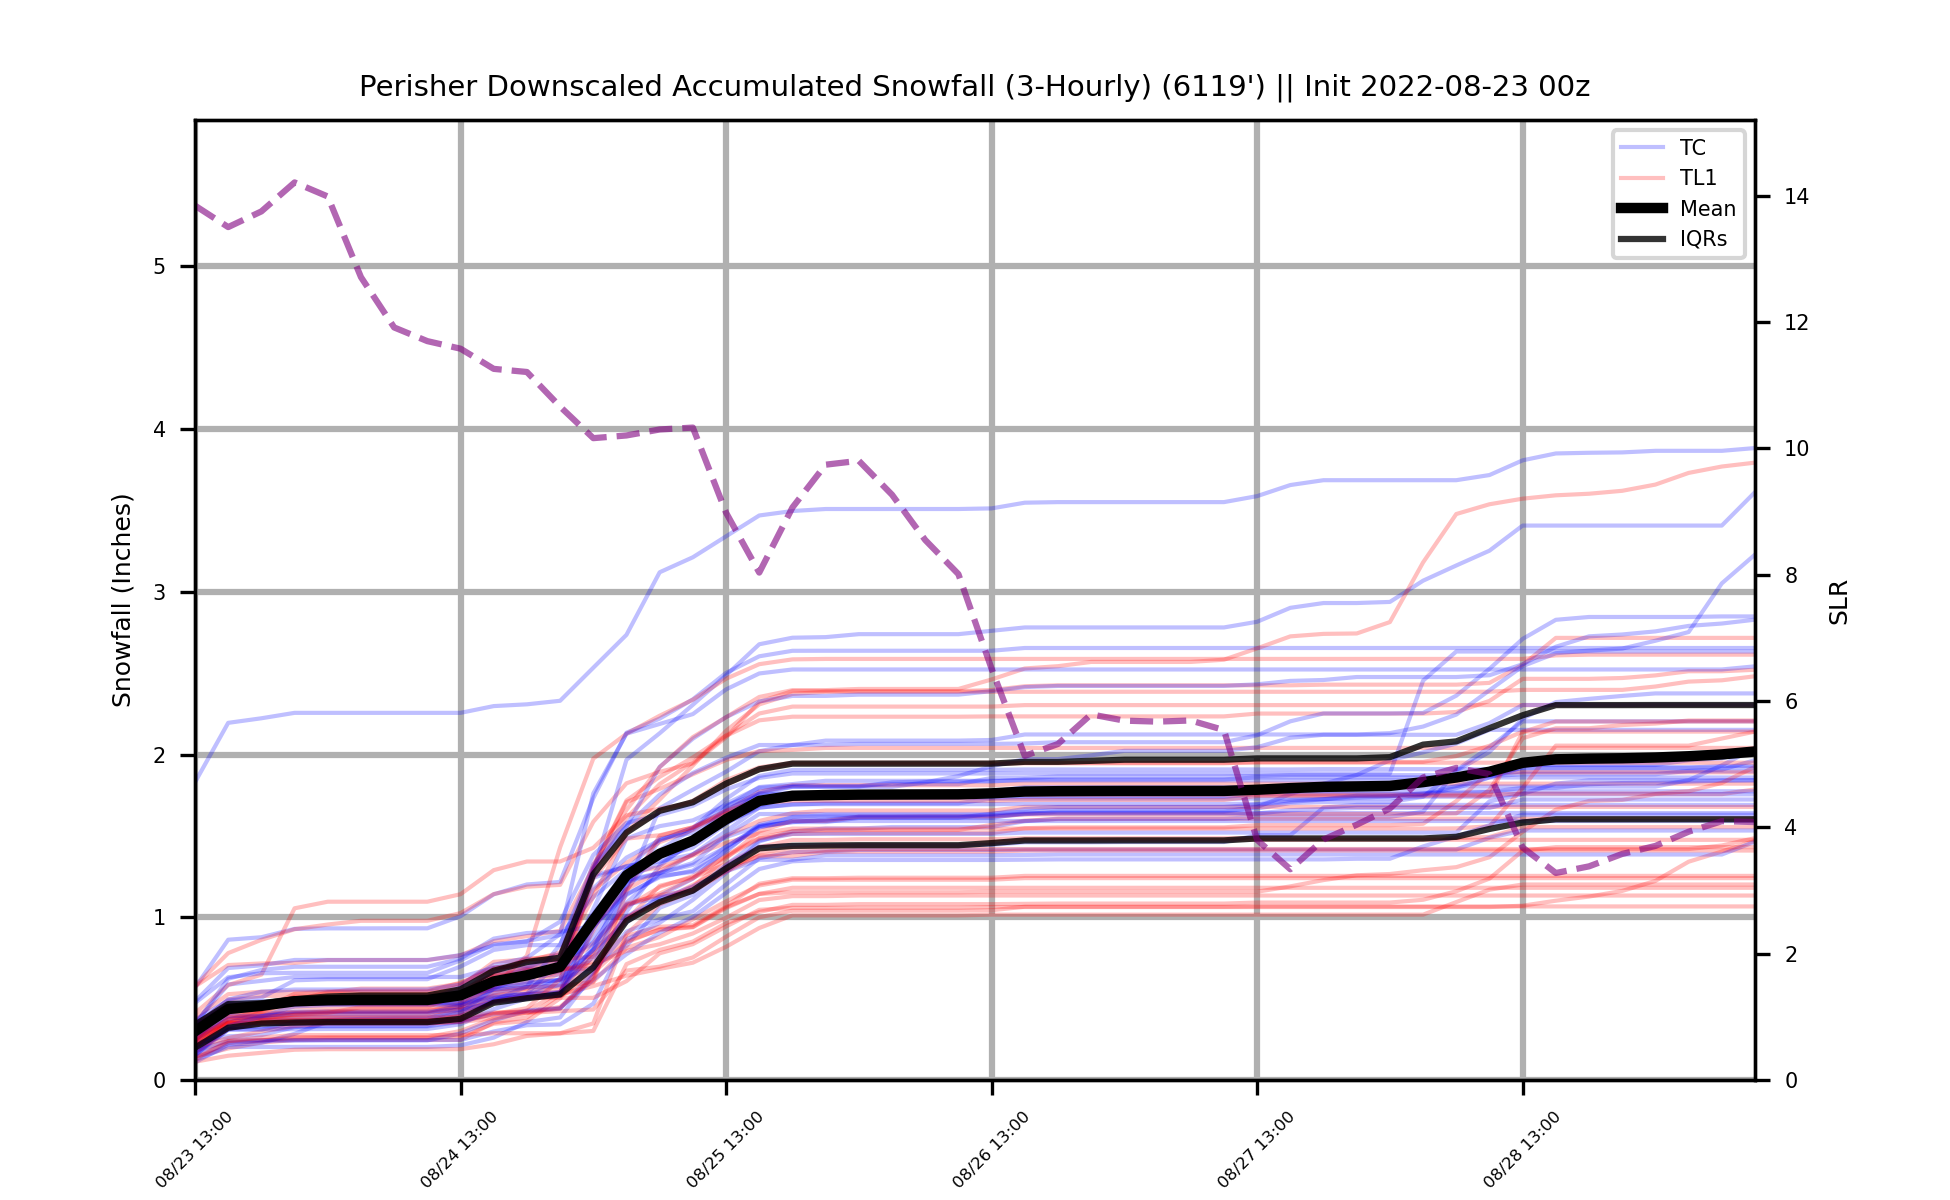 Perisher Downscaled Accumulated Snowfall (3-Hourly) (6119') || Init 2022-08-23 00z
TC
TL1
Mean
IQRs
Snowfall (Inches)
5
4
3
2
1
0
SLR
14
12
10
8
6
4
2
0
08/23 13:00
08/24 13:00
08/25 13:00
08/26 13:00
08/27 13:00
08/28 13:00